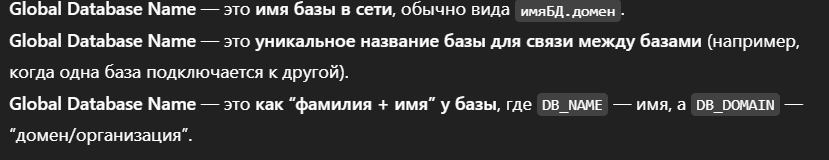 Global Database Name — это имя базы в сети, обычно вида имяБД.домен.
Global Database Name — это уникальное название базы для связи между базами (например,
когда одна база подключается к другой).
Global Database Name — это как “фамилия + имя” у базы, где DB_NAME — имя, а DB_DOMAIN —
“домен/организация”.